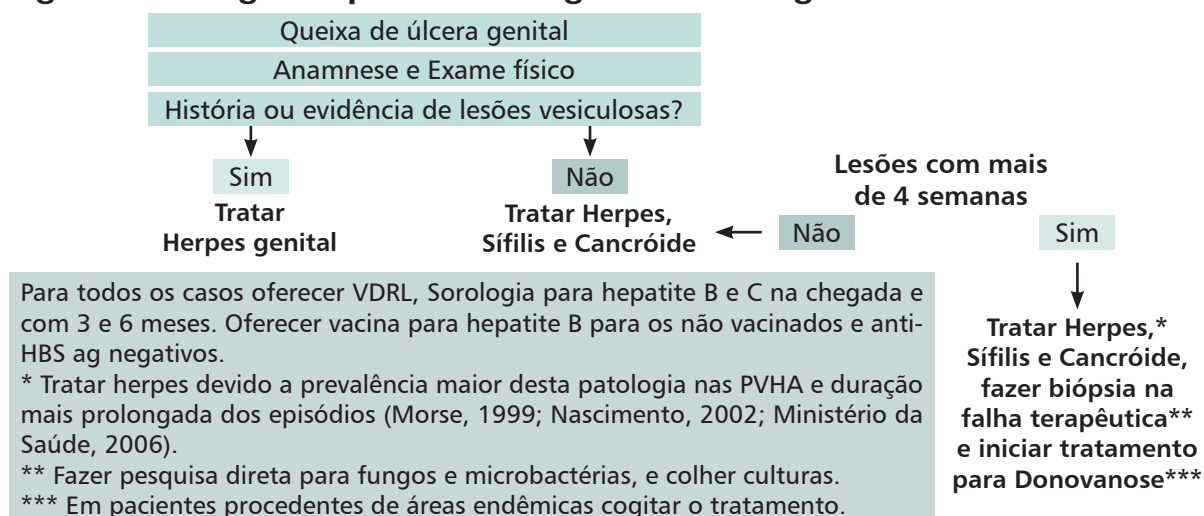 Queixa de úlcera genital
Anamnese e Exame físico
História ou evidência de lesões vesiculosas?
Sim
Tratar
Herpes genital
Não
Tratar Herpes,
Sífilis e Cancróide
Lesões com mais
de 4 semanas
Não
Sim
Tratar Herpes,*
Sífilis e Cancróide,
fazer biópsia na
falha terapêutica**
e iniciar tratamento
para Donovanose***
Para todos os casos oferecer VDRL, Sorologia para hepatite B e C na chegada e
com 3 e 6 meses. Oferecer vacina para hepatite B para os não vacinados e anti-
HBS ag negativos.
* Tratar herpes devido a prevalência maior desta patologia nas PVHA e duração
mais prolongada dos episódios (Morse, 1999; Nascimento, 2002; Ministério da
Saúde, 2006).
** Fazer pesquisa direta para fungos e microbactérias, e colher culturas.
*** Em pacientes procedentes de áreas endêmicas cogitar o tratamento.